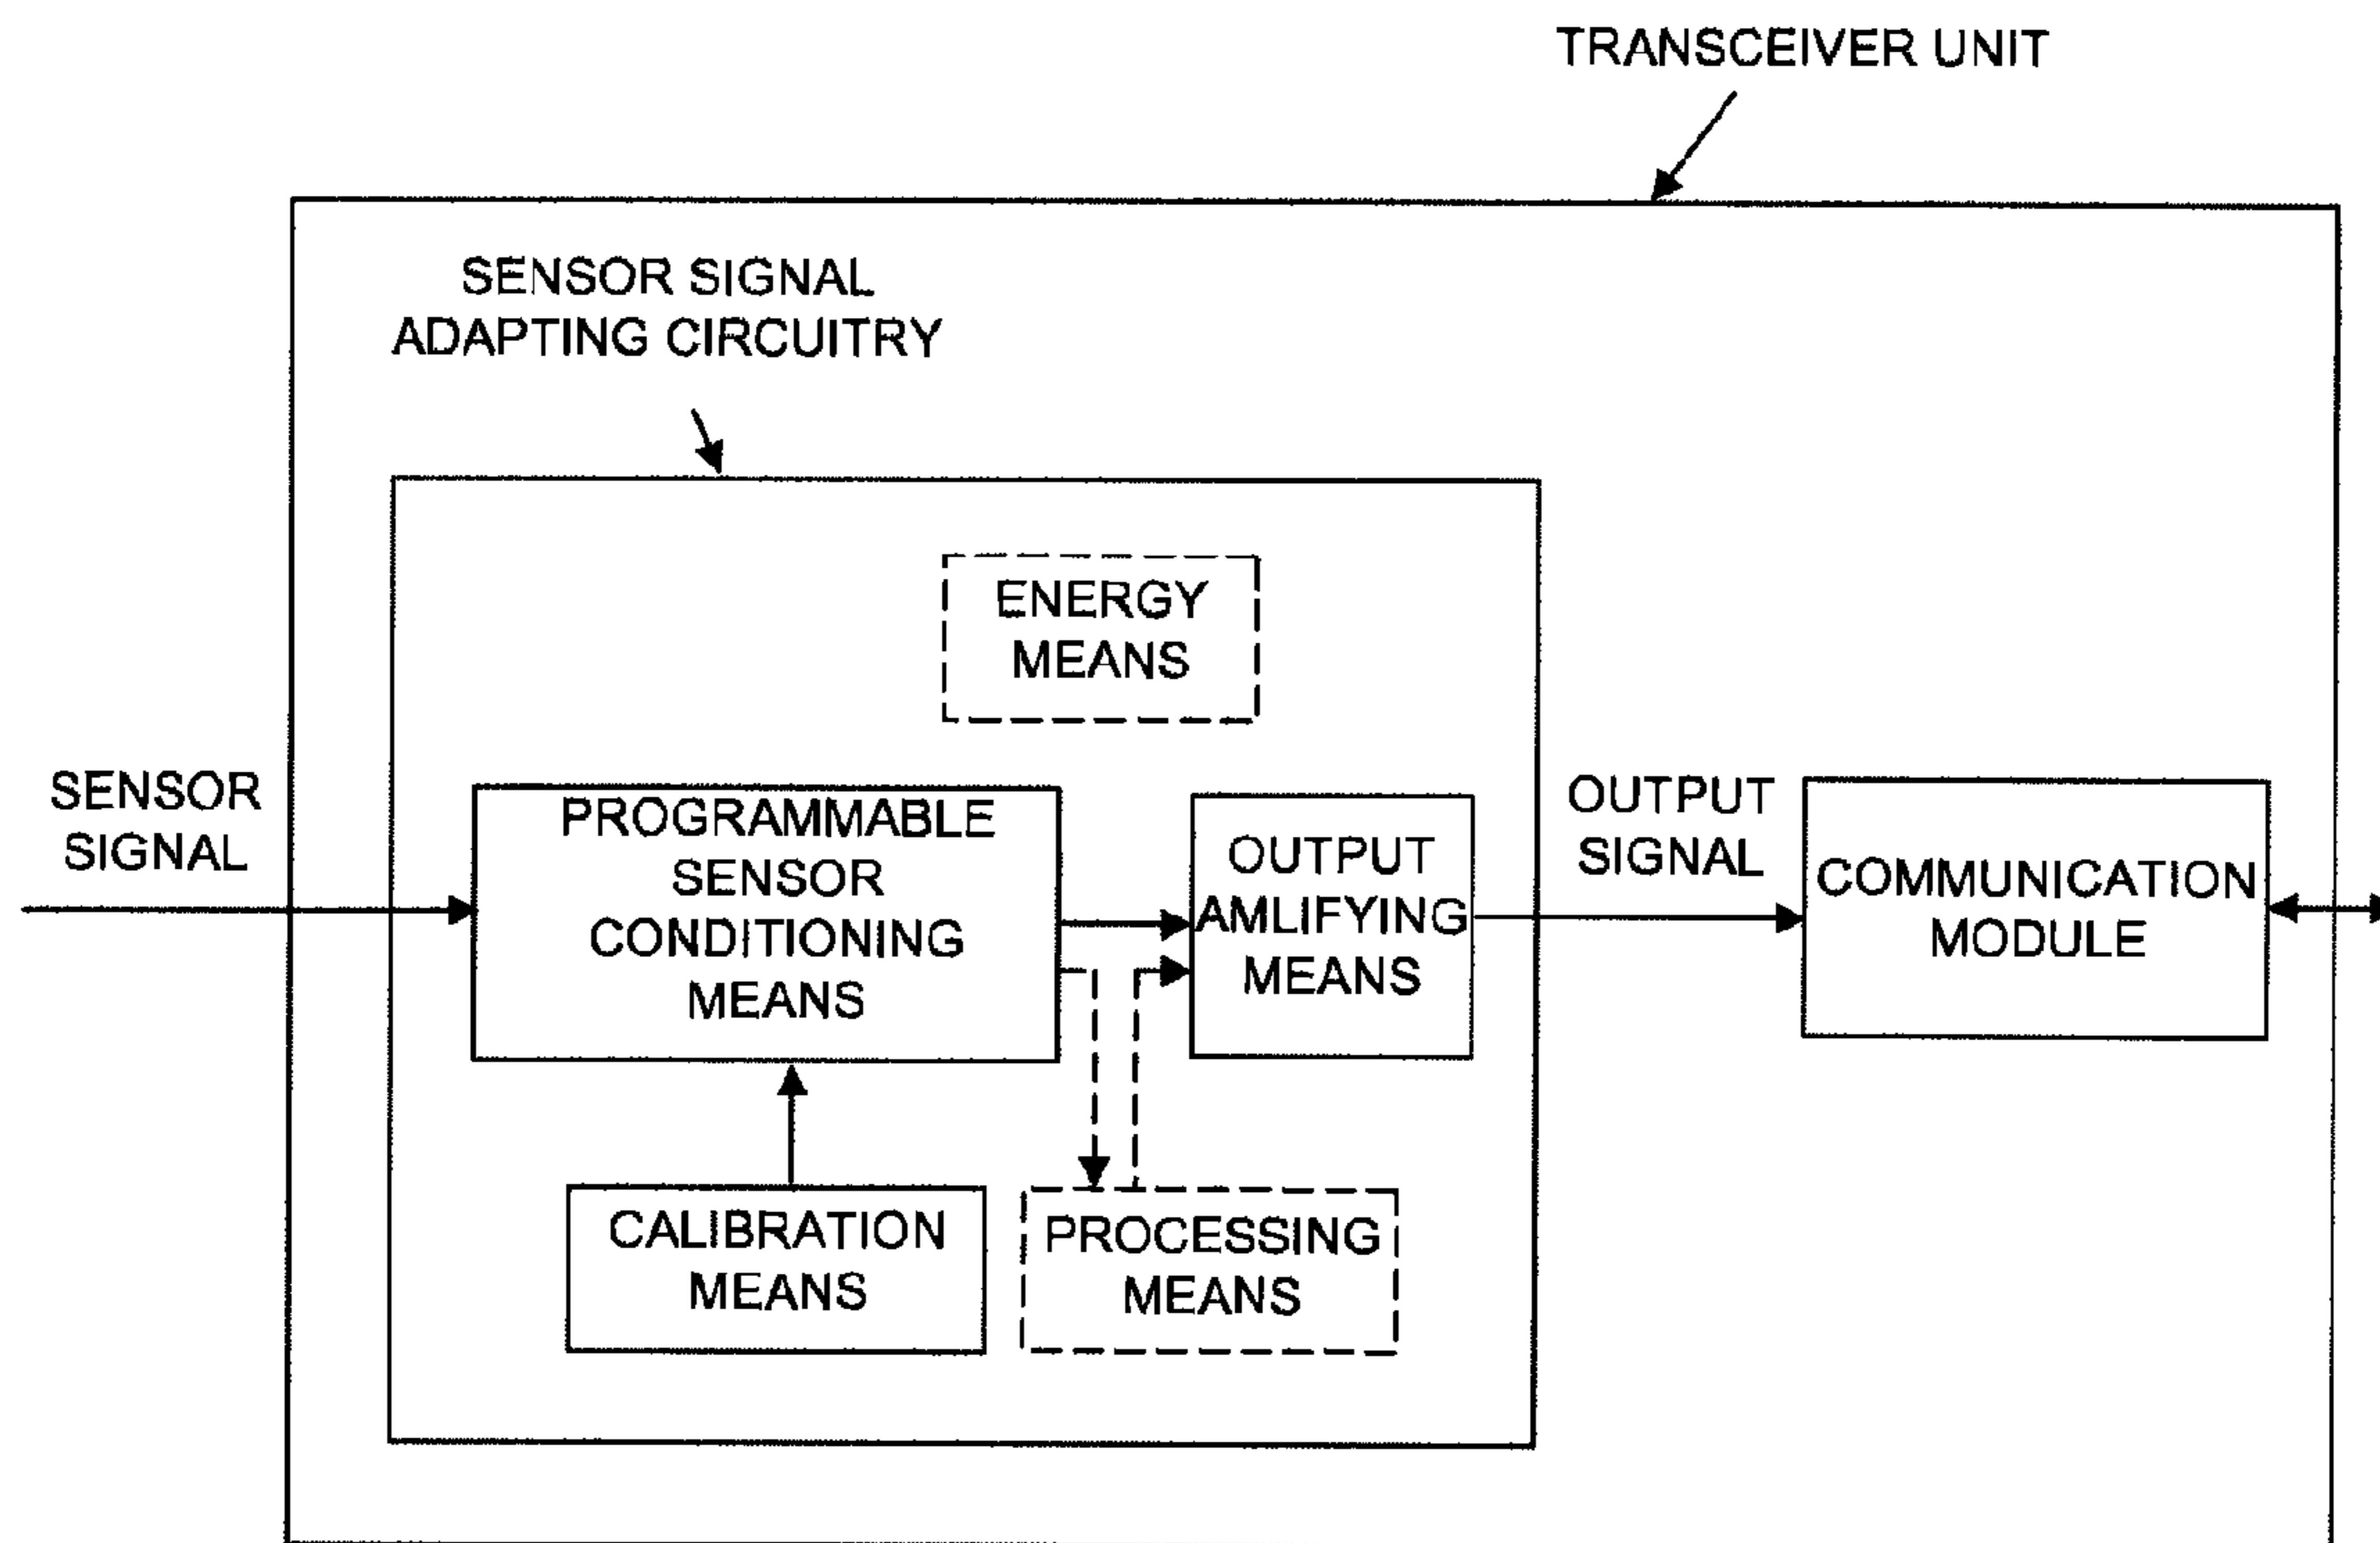 TRANSCEIVER UNIT
SENSOR SIGNAL
ADAPTING CIRCUITRY
ENERGY
MEANS
SENSOR
SIGNAL
PROGRAMMABLE
SENSOR
CONDITIONING
MEANS
OUTPUT
AMLIFYING
MEANS
OUTPUT
SIGNAL
COMMUNICATION
MODULE
CALIBRATION
MEANS
PROCESSING
MEANS